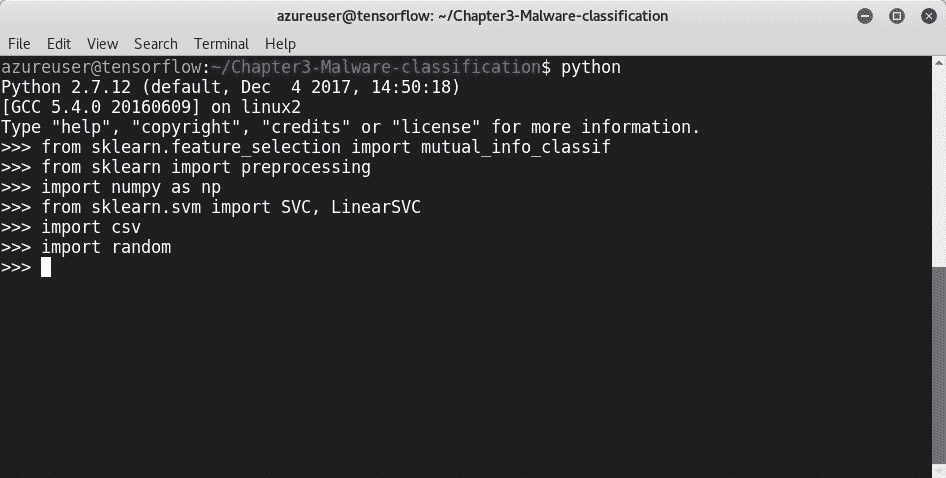 azureuser@tensorflow: ~/Chapter3-Malware-classification
File Edit View Search Terminal Help
azureuser@tensorflow:~/Chapter3-Malware-classification$ python
Python 2.7.12 (default, Dec  4 2017, 14:50:18)
[GCC 5.4.0 20160609] on linux2
Type "help", "copyright", "credits" or "license" for more information.
>>> from sklearn.feature_selection import mutual_info_classif
>>> from sklearn import preprocessing
>>> import numpy as np
>>> from sklearn.svm import SVC, LinearSVC
>>> import csv
>>> import random
>>>